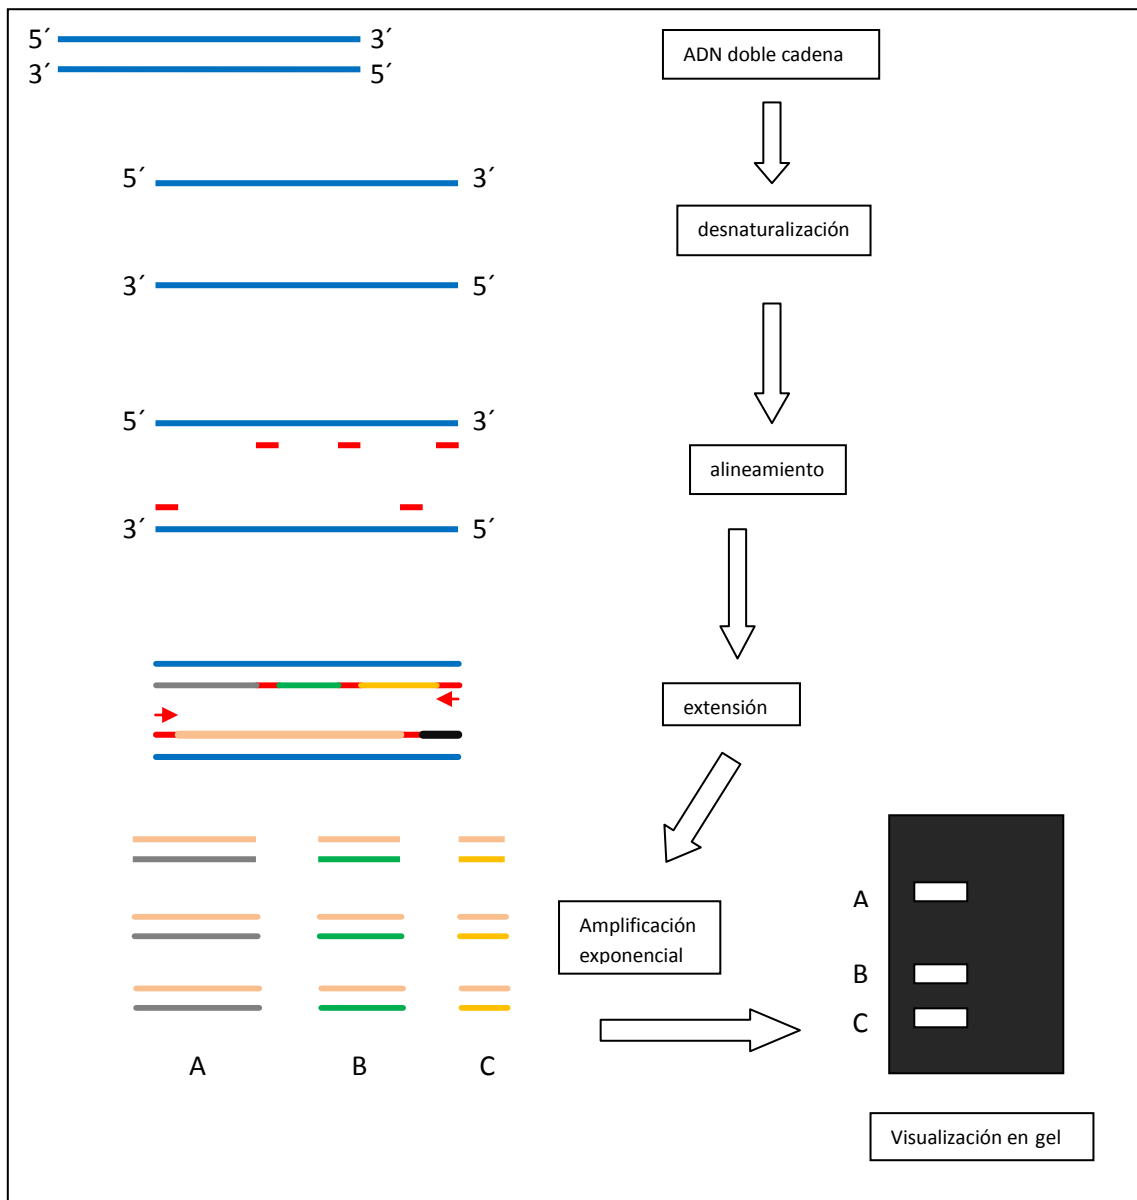 5´ 3´
3´ 5´
ADN doble cadena
5´ 3´
desnaturalización
3´ 5´
5´ 3´
alineamiento
3´ 5´
extensión
Amplificación
exponencial
A B C
A
B
C
Visualización en gel